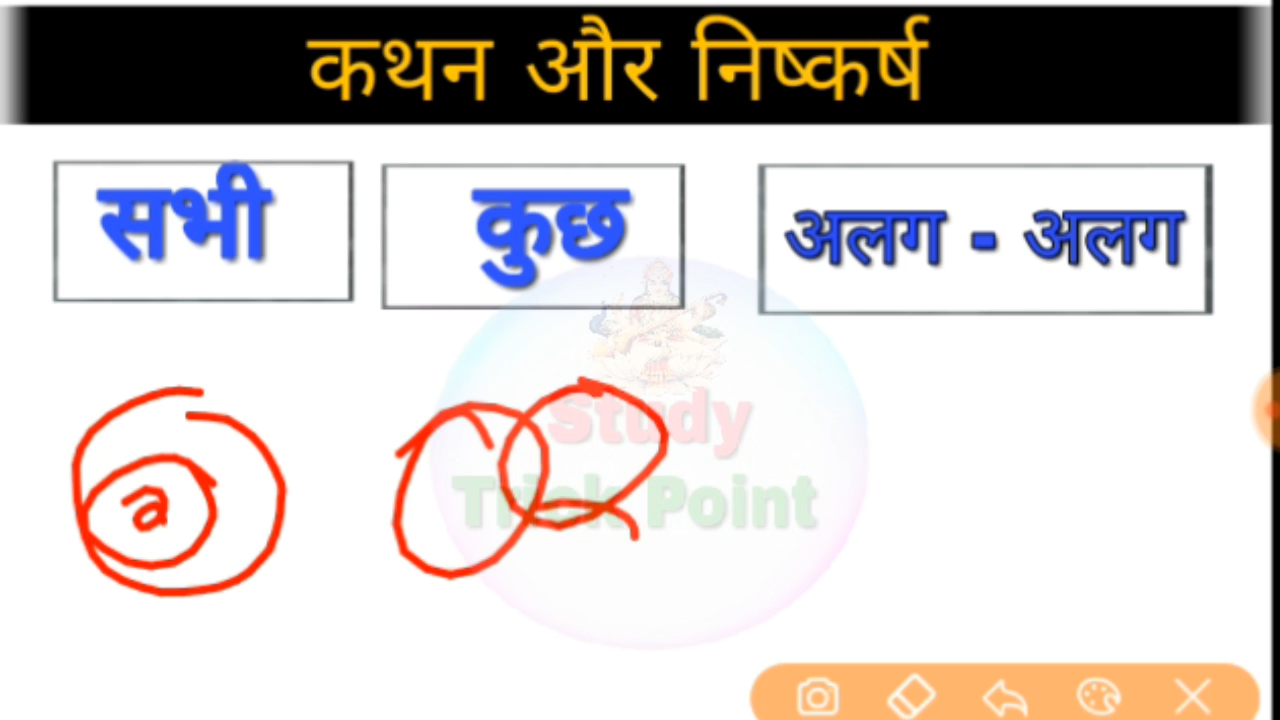 कथन और निष्कर्ष
सभी
कुछ
अलग - अलग
Study
Trick Point
a